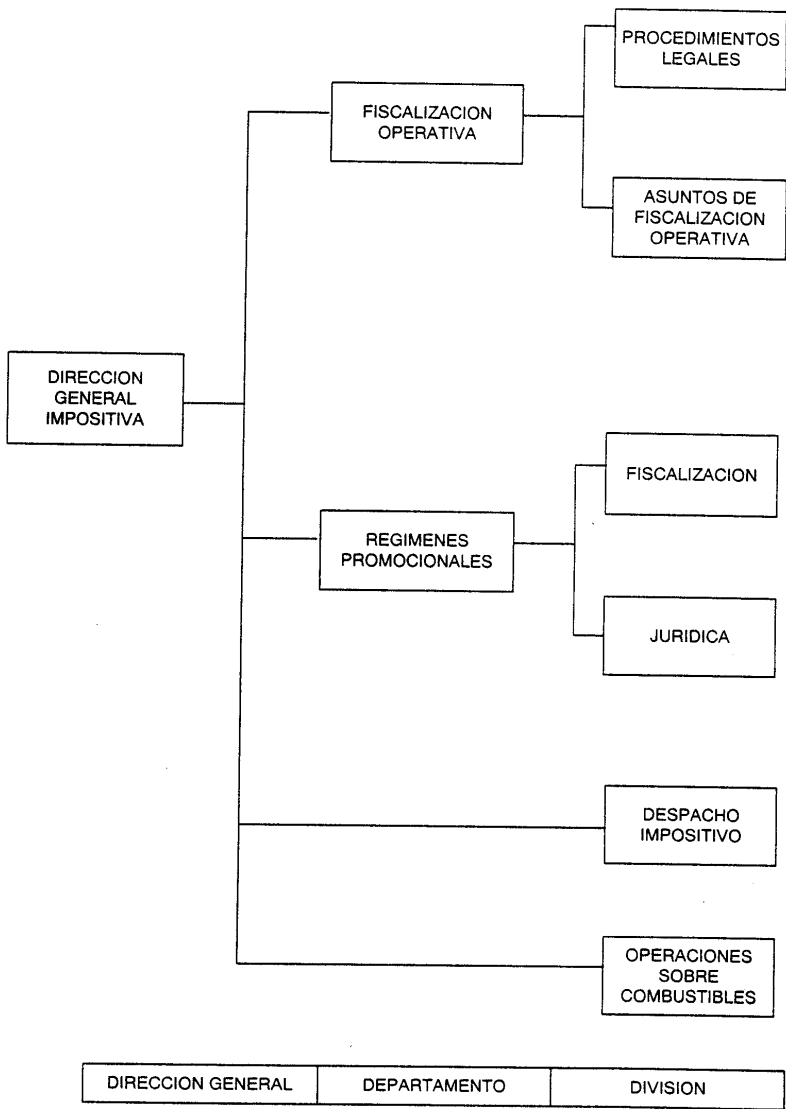 PROCEDIMIENTOS
LEGALES
FISCALIZACION
OPERATIVA
ASUNTOS DE
FISCALIZACION
OPERATIVA
DIRECCION
GENERAL
IMPOSITIVA
FISCALIZACION
REGIMENES
PROMOCIONALES
JURIDICA
DESPACHO
IMPOSITIVO
OPERACIONES
SOBRE
COMBUSTIBLES
DIRECCION GENERAL DEPARTAMENTO DIVISION